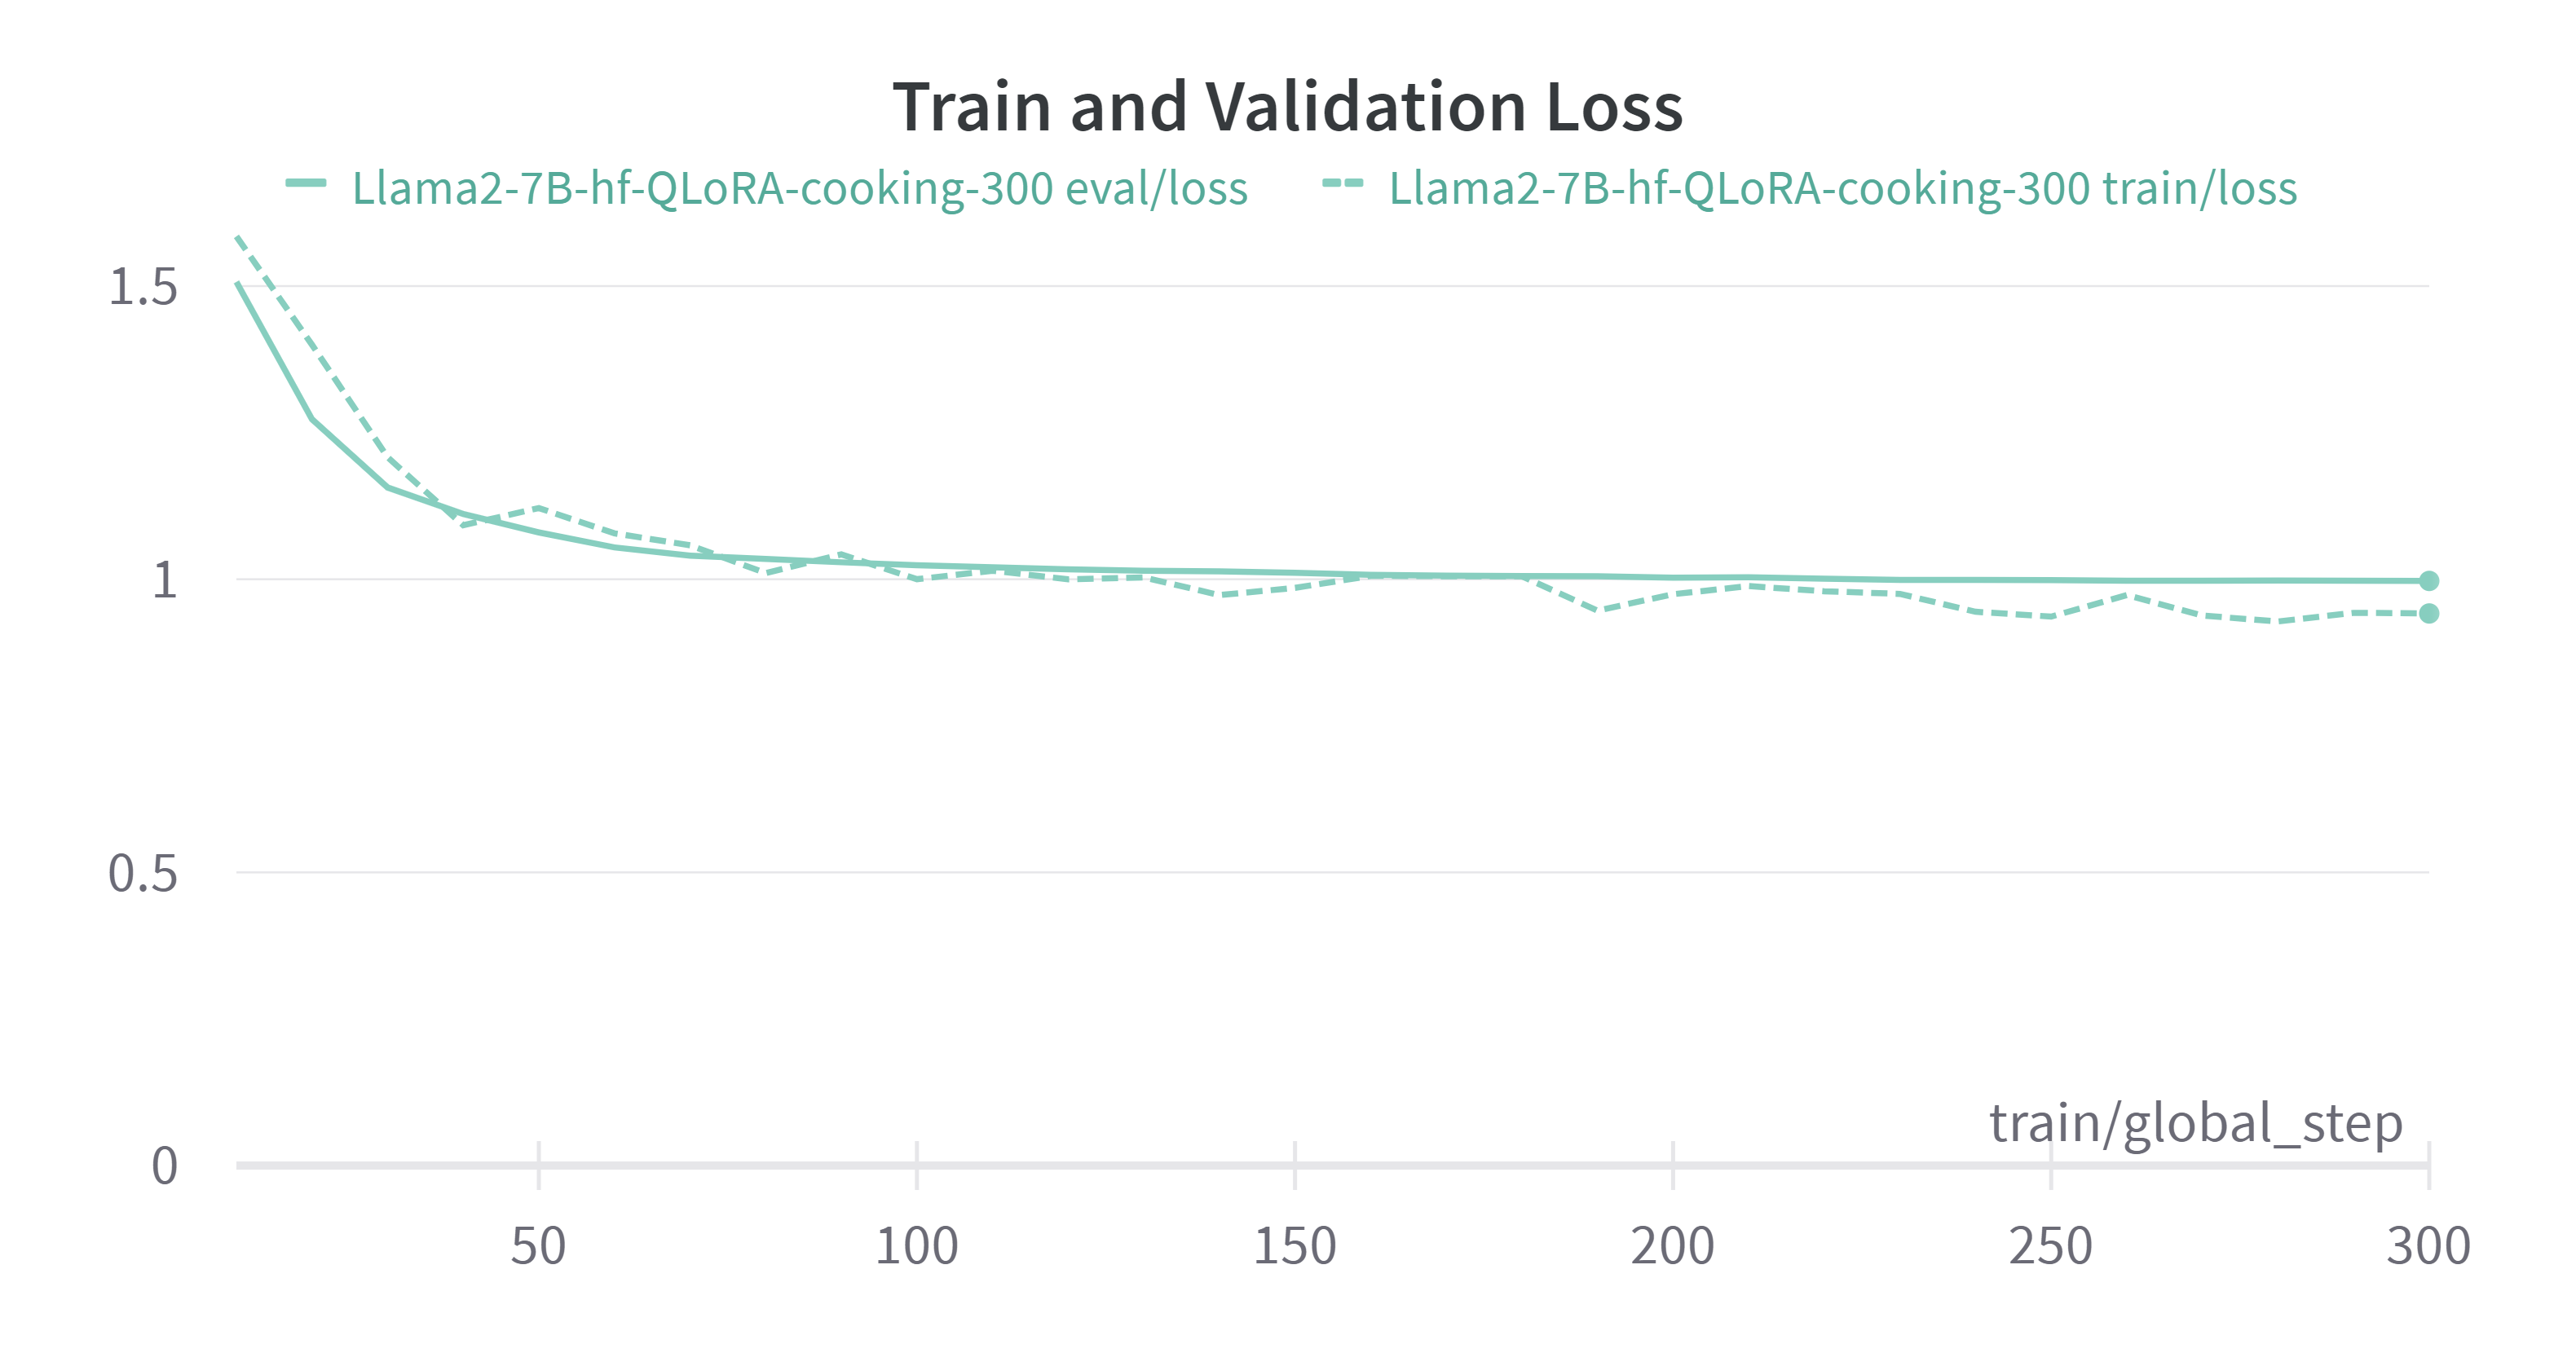 Train and Validation Loss
Llama2-7B-hf-QLoRA-cooking-300 eval/loss Llama2-7B-hf-QLoRA-cooking-300 train/loss
1.5
1
0.5
train/global_step
0
50 100 150 200 250 300